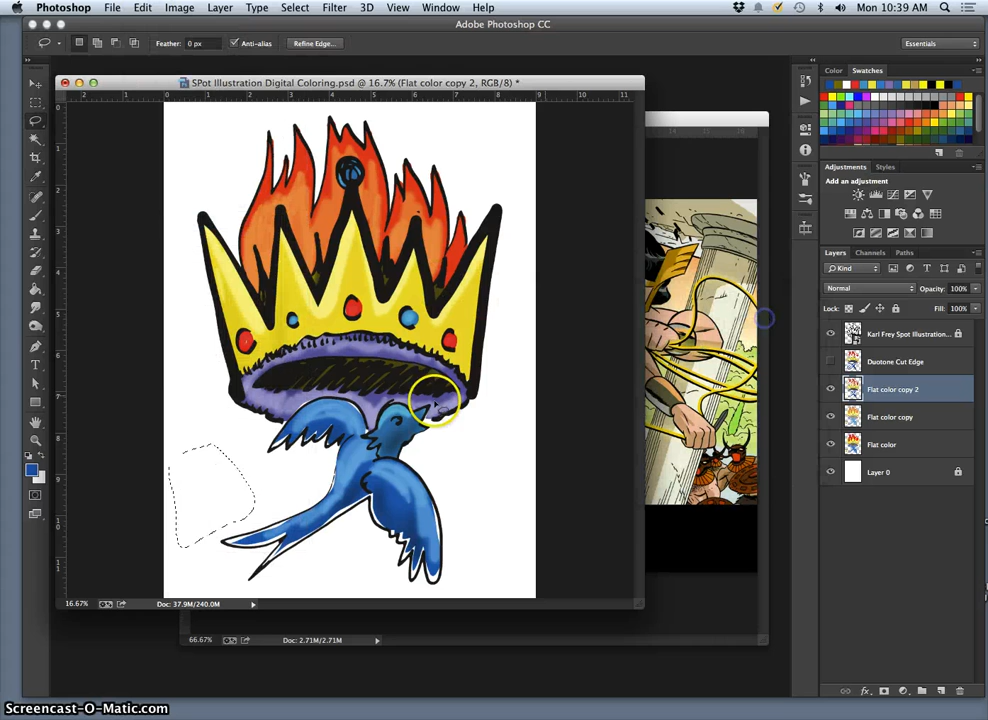 Photoshop File Edit Image Layer Type Select Filter 3D View Window Help Mon 10:39 AM
Adobe Photoshop CC
Feather: 0 px Anti-alias Refine Edge... Essentials
SPot Illustration Digital Coloring.psd @ 16.7% (Flat color copy 2, RGB/8) *
Color Swatches
Adjustments Styles
Add an adjustment
Layers Channels Paths
Kind
Normal Opacity: 100%
Lock: Fill: 100%
Karl Frey Spot Illustration...
Duotone Cut Edge
Flat color copy 2
Flat color copy
Flat color
Layer 0
16.67% Doc: 37.9M/240.0M
66.67% Doc: 2.71M/2.71M
Screencast-O-Matic.com